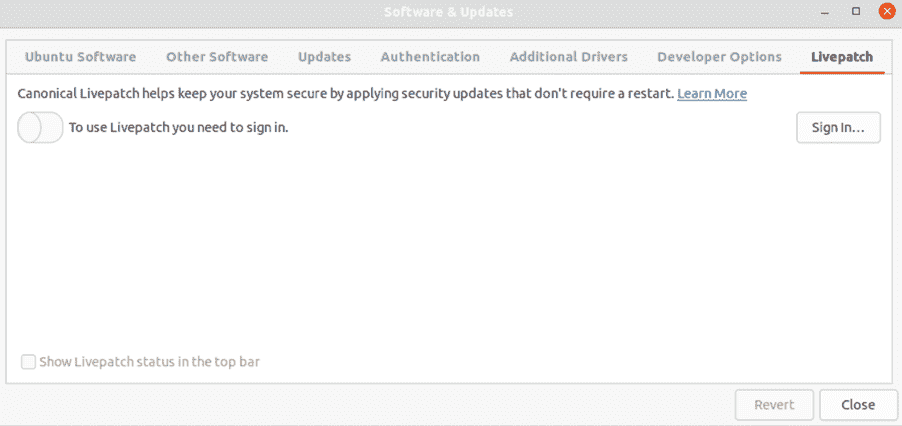 Software & Updates
Ubuntu Software Other Software Updates Authentication Additional Drivers Developer Options Livepatch
Canonical Livepatch helps keep your system secure by applying security updates that don't require a restart. Learn More
To use Livepatch you need to sign in. Sign In...
Show Livepatch status in the top bar
Revert Close